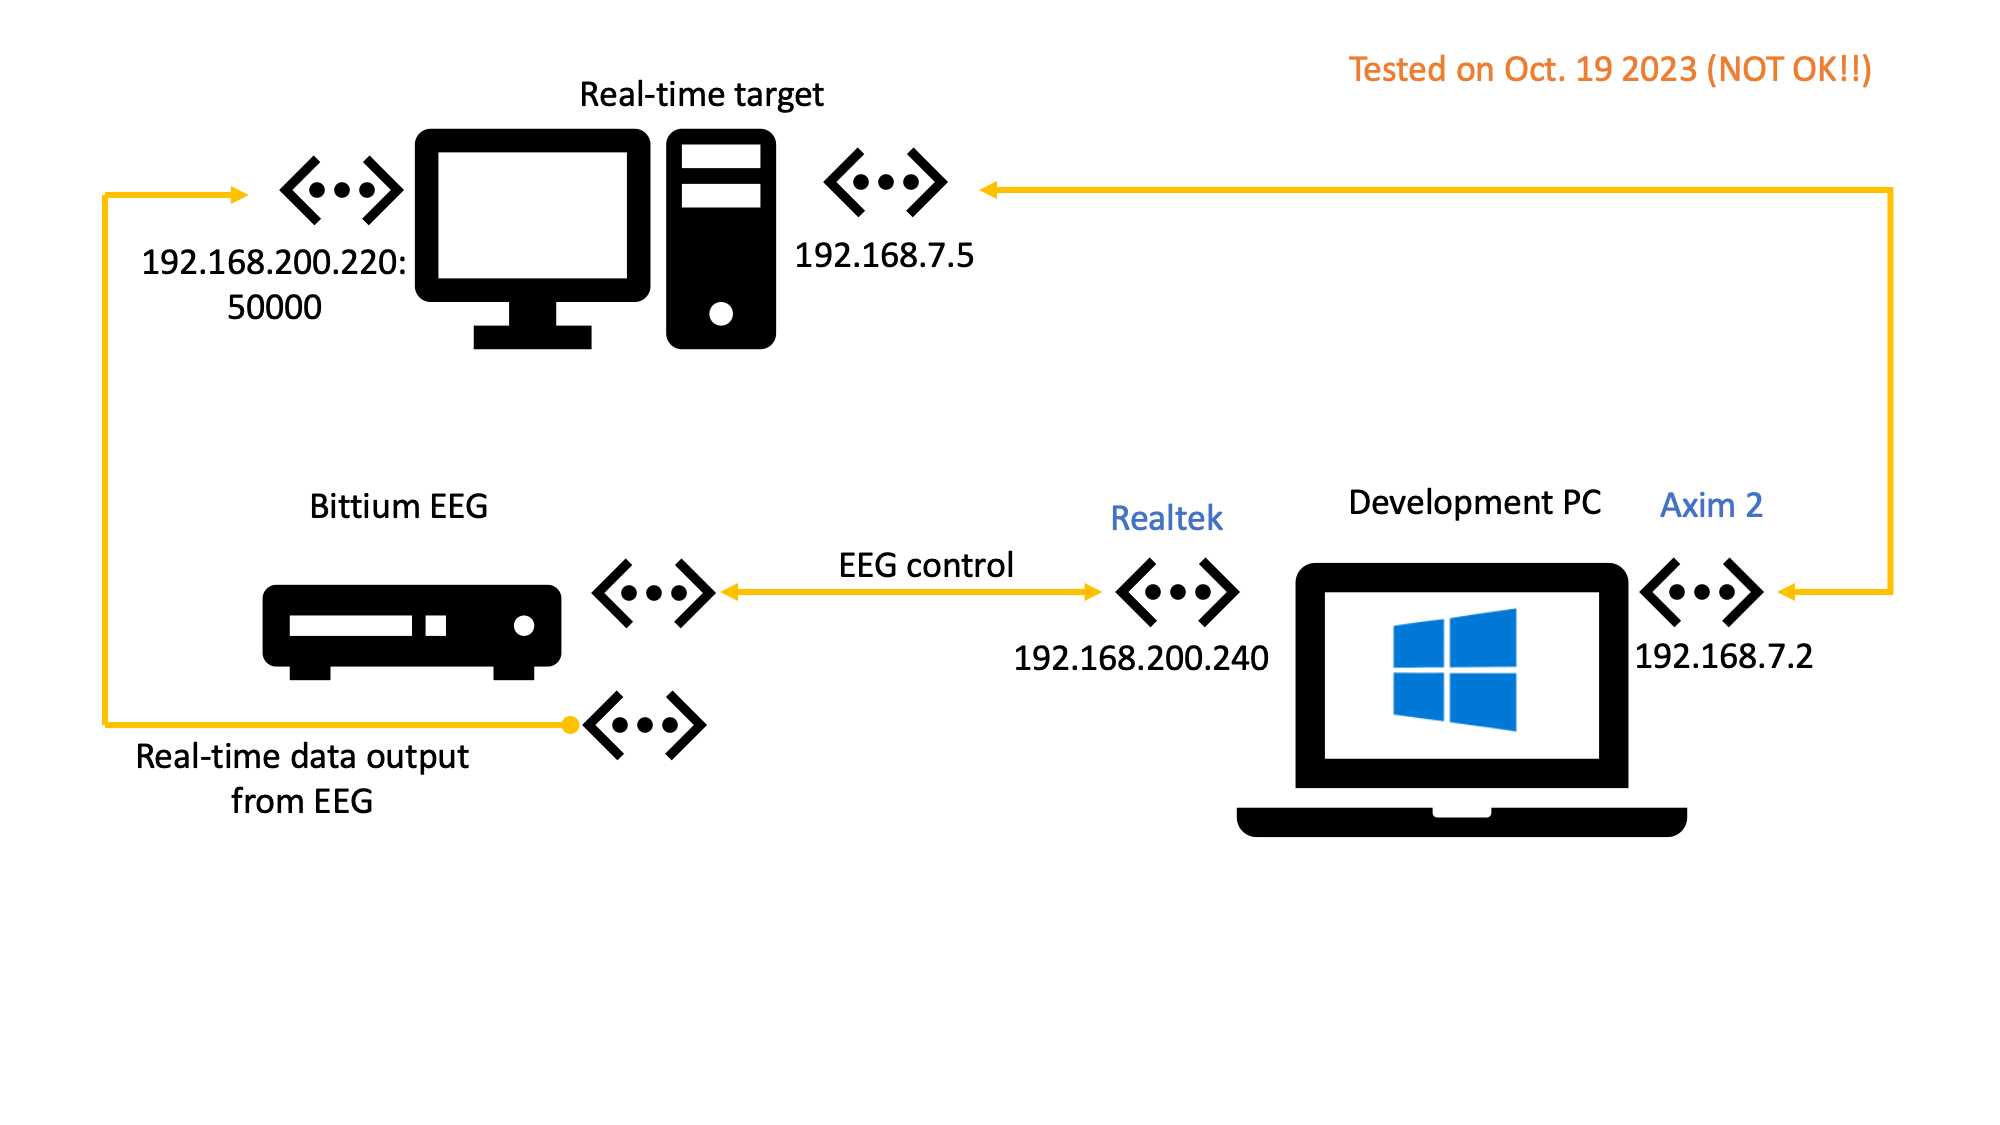 Tested on Oct. 19 2023 (NOT OK!!)
Real-time target
192.168.200.220:
50000
192.168.7.5
Bittium EEG
EEG control
Realtek
Development PC
Axim 2
192.168.200.240
192.168.7.2
Real-time data output
from EEG